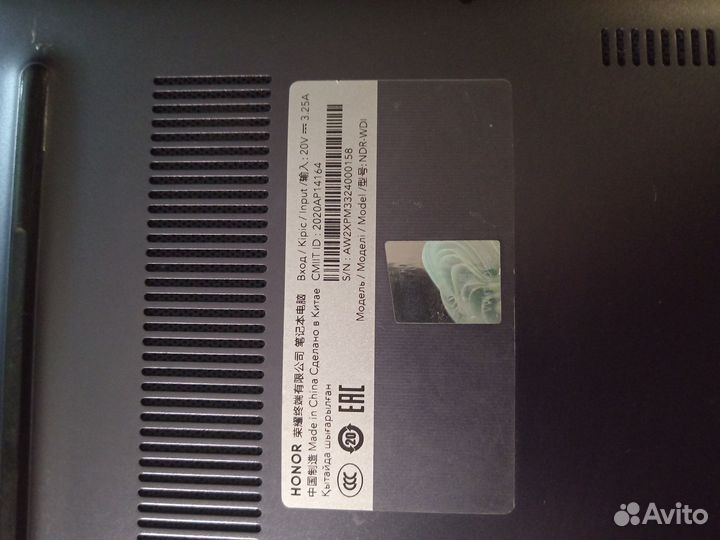 HONOR 荣耀终端有限公司 笔记本电脑 Вход / Кіріс / Input /输入: 20V ⎓ 3.25A
中国制造 Made in China Сделано в Китае CMIIT ID : 2020AP14164
Қытайда шығарылған
S/N : AW2XPM3324000158
Модель / Моделі / Model /型号: NDR-WDI
CCC
20
EAC
Avito